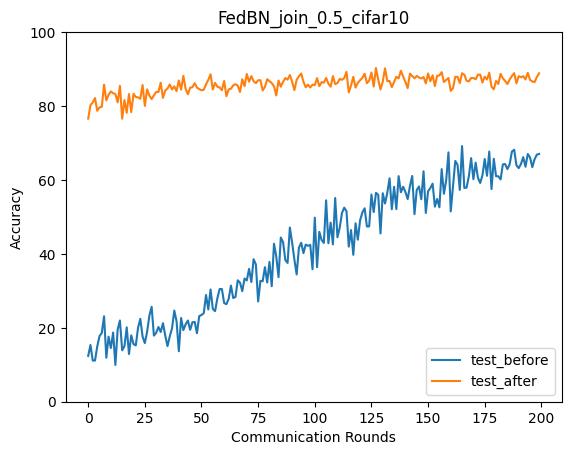 FedBN_join_0.5_cifar10
100
80
60
40
20
0
Accuracy
0 25 50 75 100 125 150 175 200
Communication Rounds
test_before
test_after